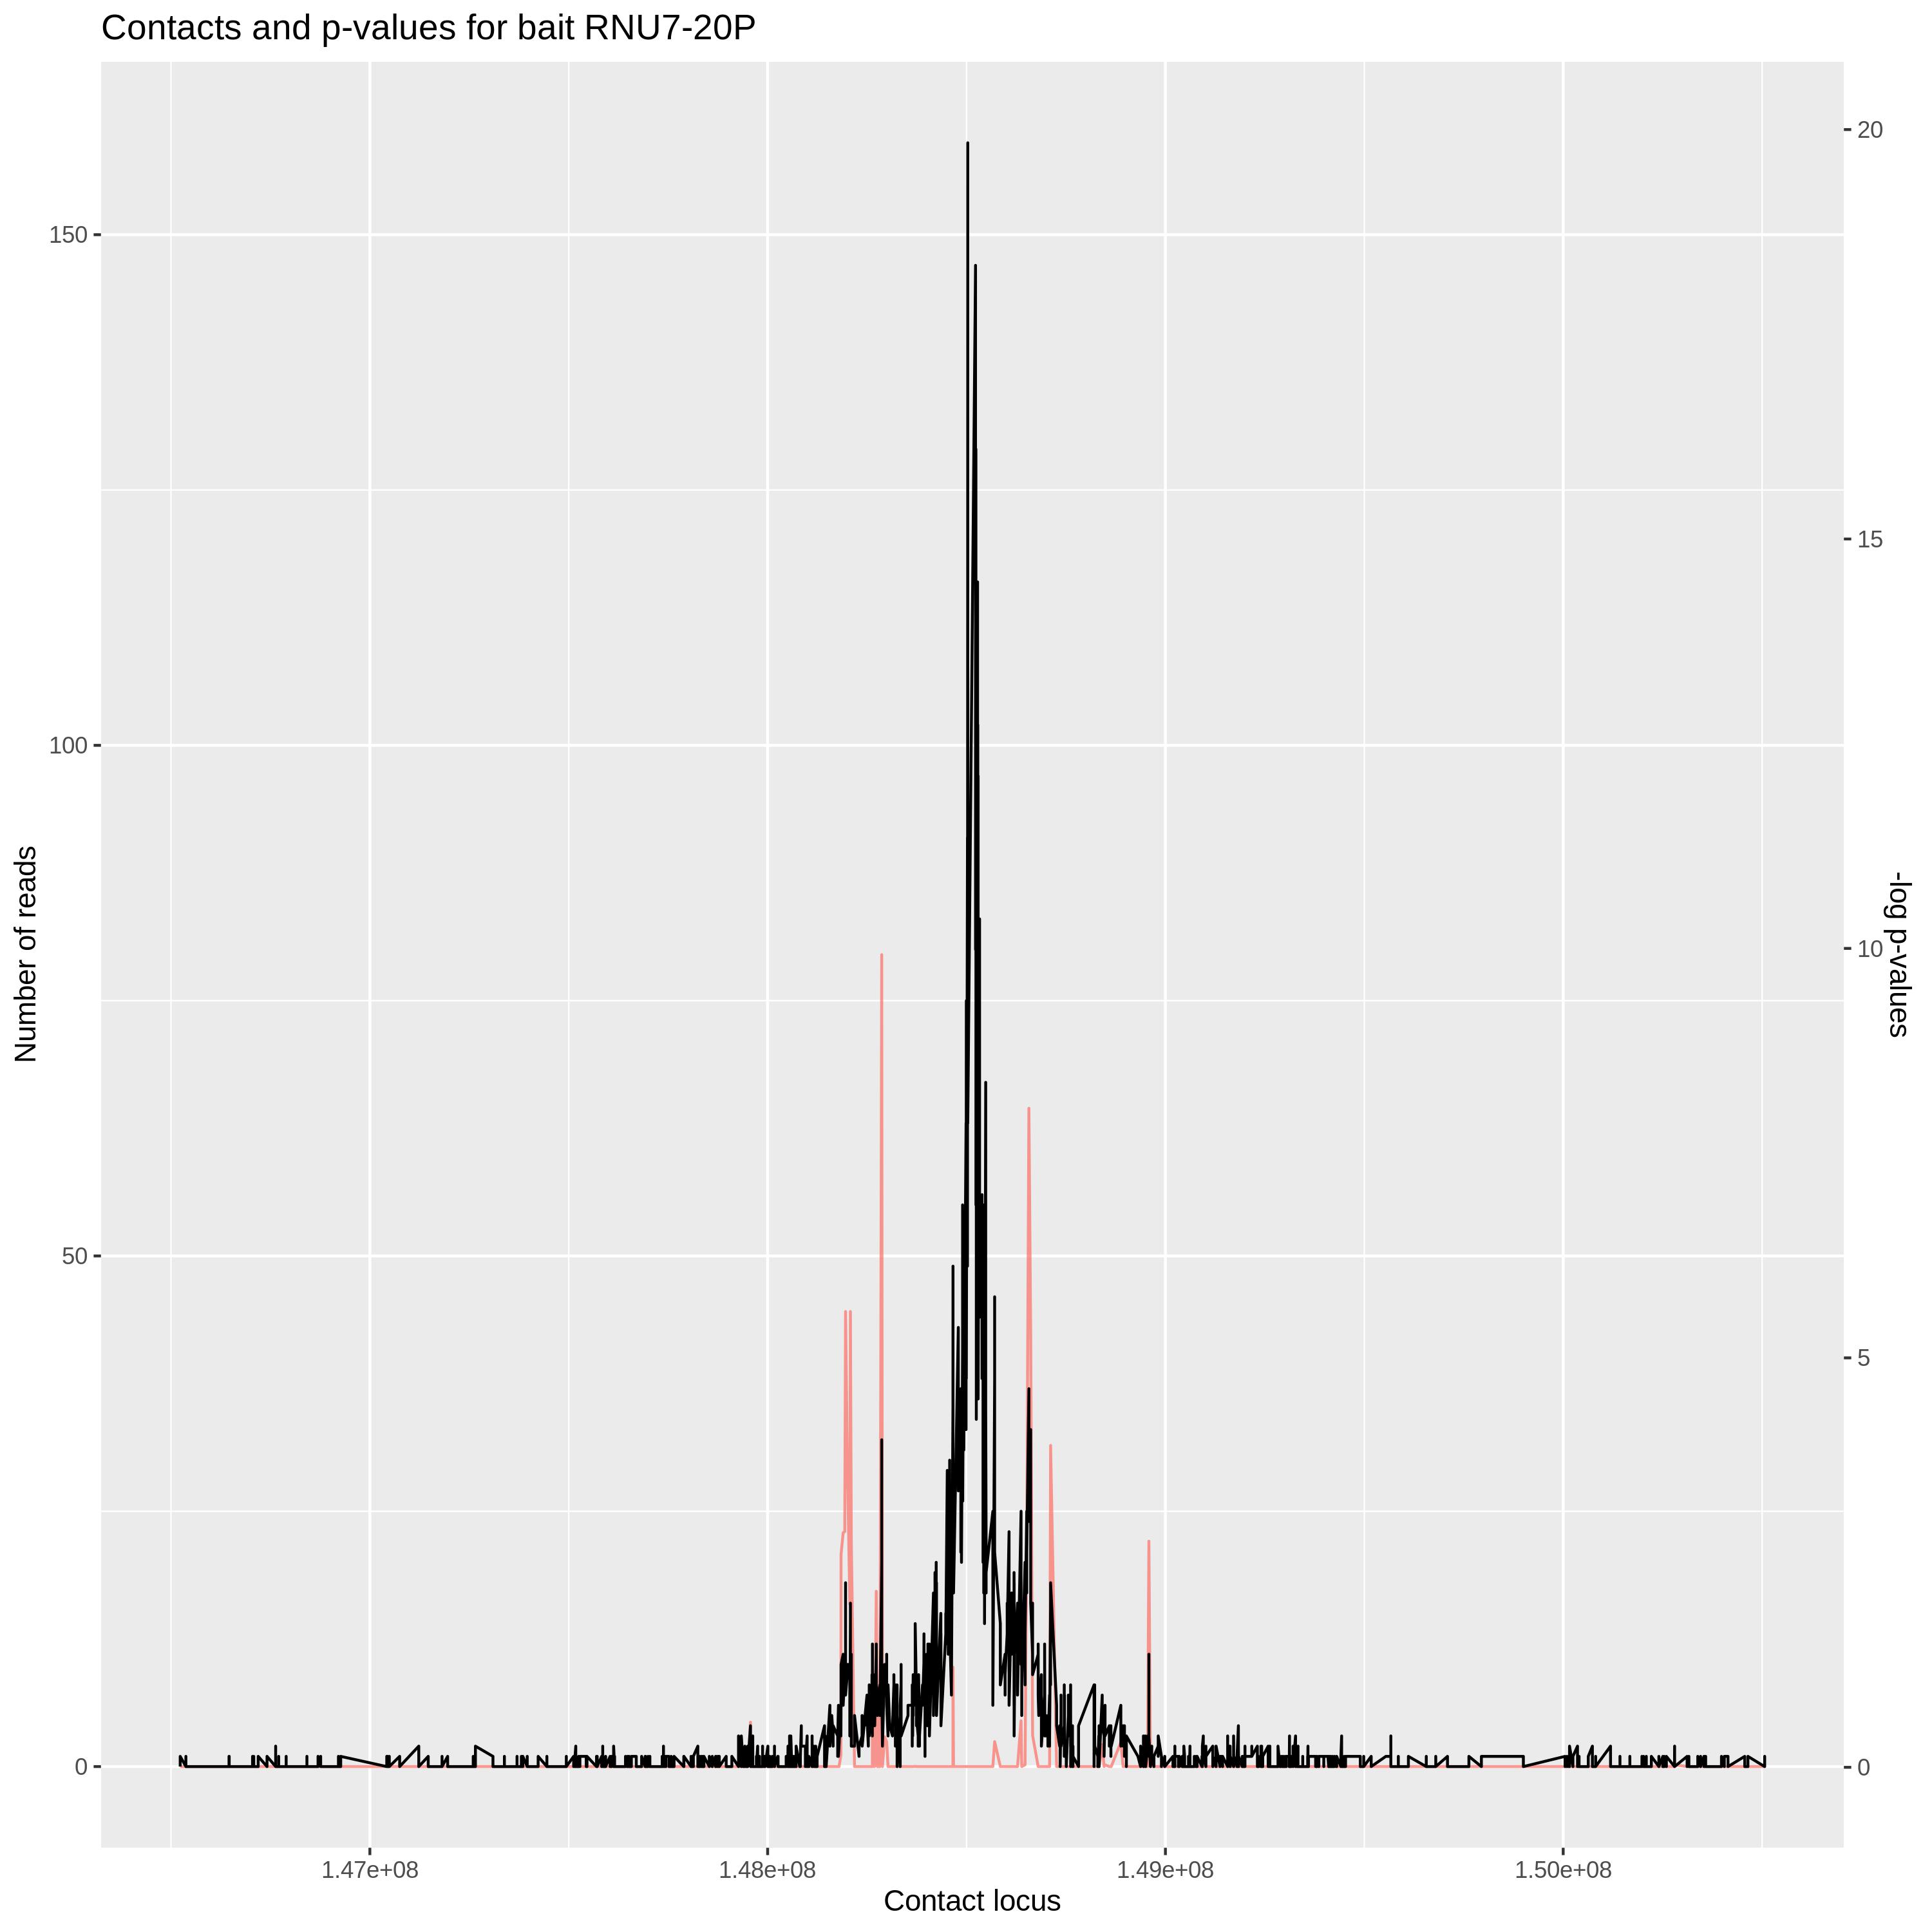 Contacts and p-values for bait RNU7-20P
150
100
50
0
Number of reads
20
15
10
5
0
-log p-values
1.47e+08
1.48e+08
1.49e+08
1.50e+08
Contact locus